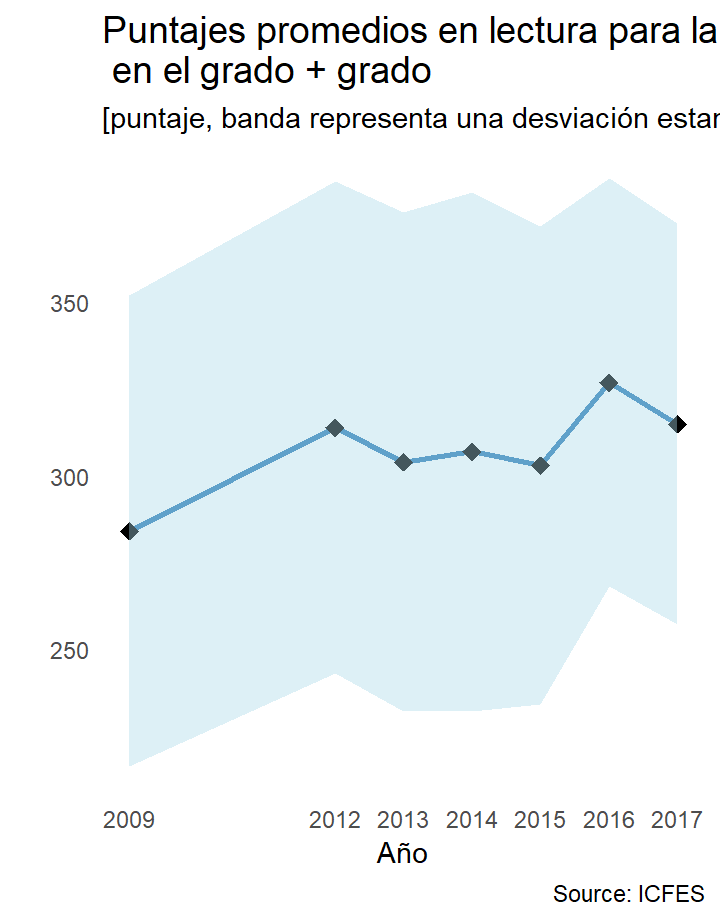 Puntajes promedios en lectura para la
en el grado + grado
[puntaje, banda representa una desviación
350
300
250
2009 2012 2013 2014 2015 2016 2017
Año
Source: ICFES